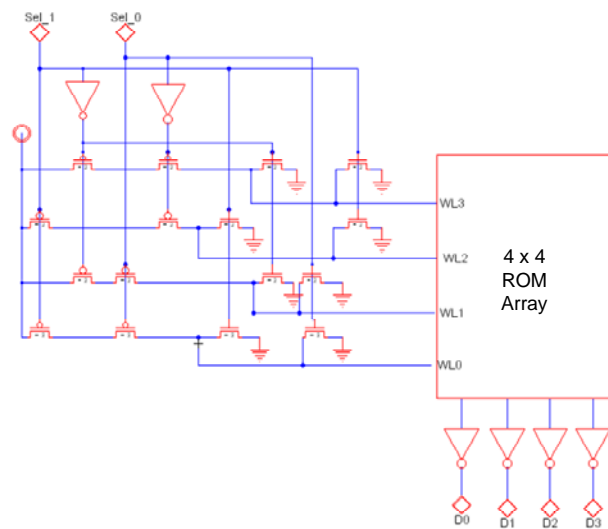 Sel_1 Sel_0
WL3
WL2
4 x 4
ROM
Array
WL1
WL0
D0 D1 D2 D3